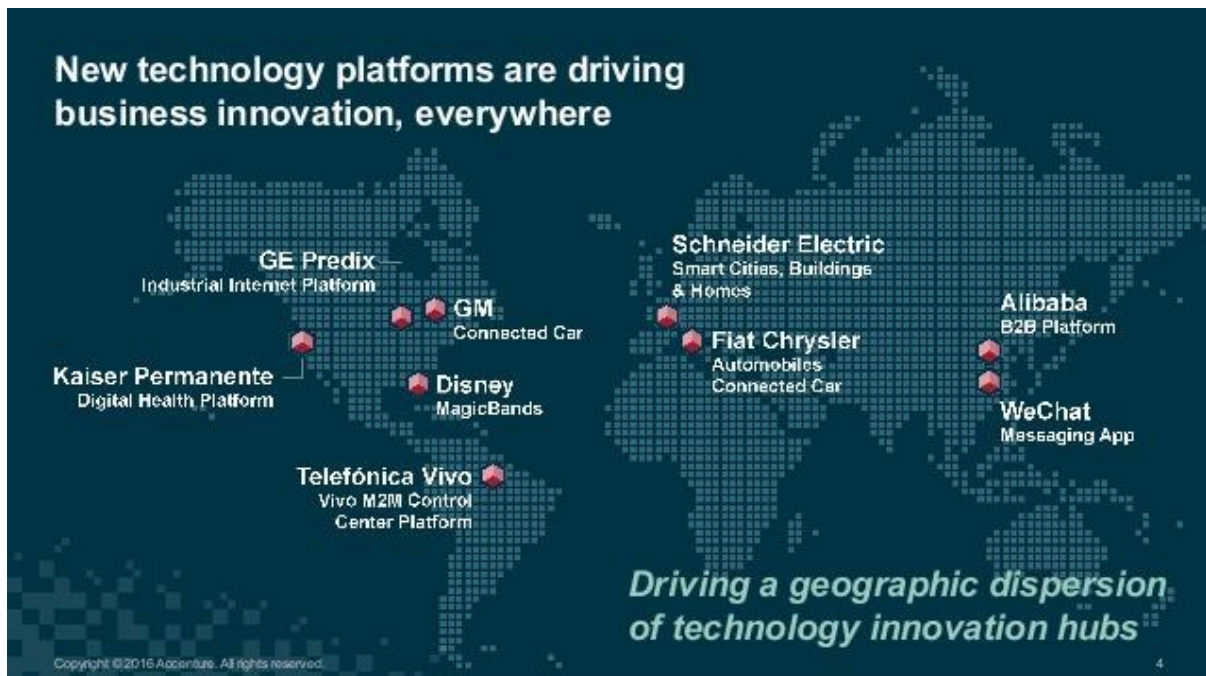 New technology platforms are driving
business innovation, everywhere
GE Predix
Industrial Internet Platform
GM
Connected Car
Kaiser Permanente
Digital Health Platform
Disney
MagicBands
Telefónica Vivo
Vivo M2M Control
Center Platform
Schneider Electric
Smart Cities, Buildings
& Homes
Fiat Chrysler
Automobiles
Connected Car
Alibaba
B2B Platform
WeChat
Messaging App
Driving a geographic dispersion
of technology innovation hubs
Copyright © 2016 Accenture. All rights reserved.
4